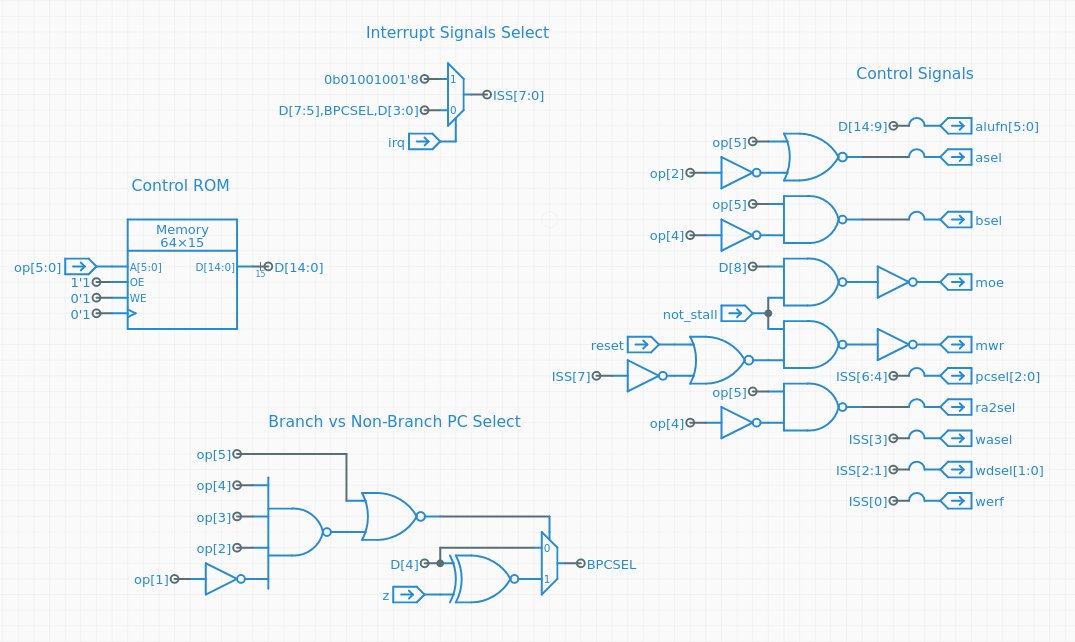 Interrupt Signals Select
0b01001001'8
1
ISS[7:0]
D[7:5],BPCSEL,D[3:0]
0
irq
Control ROM
Memory
64×15
op[5:0]
A[5:0]
D[14:0]
15
D[14:0]
1'1
OE
0'1
WE
0'1
Branch vs Non-Branch PC Select
op[5]
op[4]
op[3]
op[2]
op[1]
0
D[4]
BPCSEL
1
z
Control Signals
D[14:9]
alufn[5:0]
op[5]
asel
op[2]
op[5]
bsel
op[4]
D[8]
moe
not_stall
reset
mwr
ISS[7]
ISS[6:4]
pcsel[2:0]
op[5]
ra2sel
op[4]
ISS[3]
wasel
ISS[2:1]
wdsel[1:0]
ISS[0]
werf